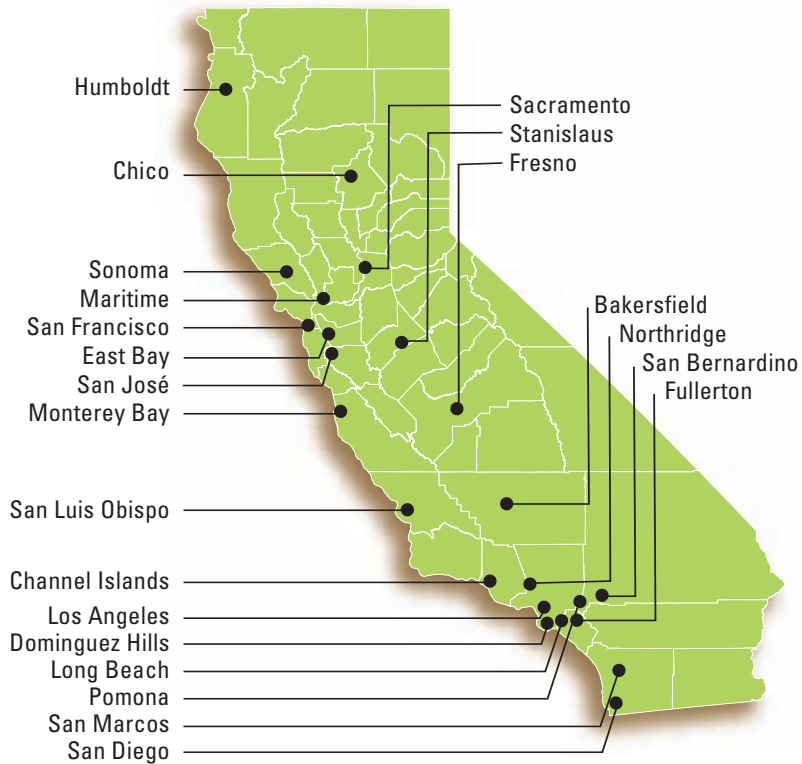 Humboldt
Chico
Sonoma
Maritime
San Francisco
East Bay
San José
Monterey Bay
San Luis Obispo
Channel Islands
Los Angeles
Dominguez Hills
Long Beach
Pomona
San Marcos
San Diego
Sacramento
Stanislaus
Fresno
Bakersfield
Northridge
San Bernardino
Fullerton